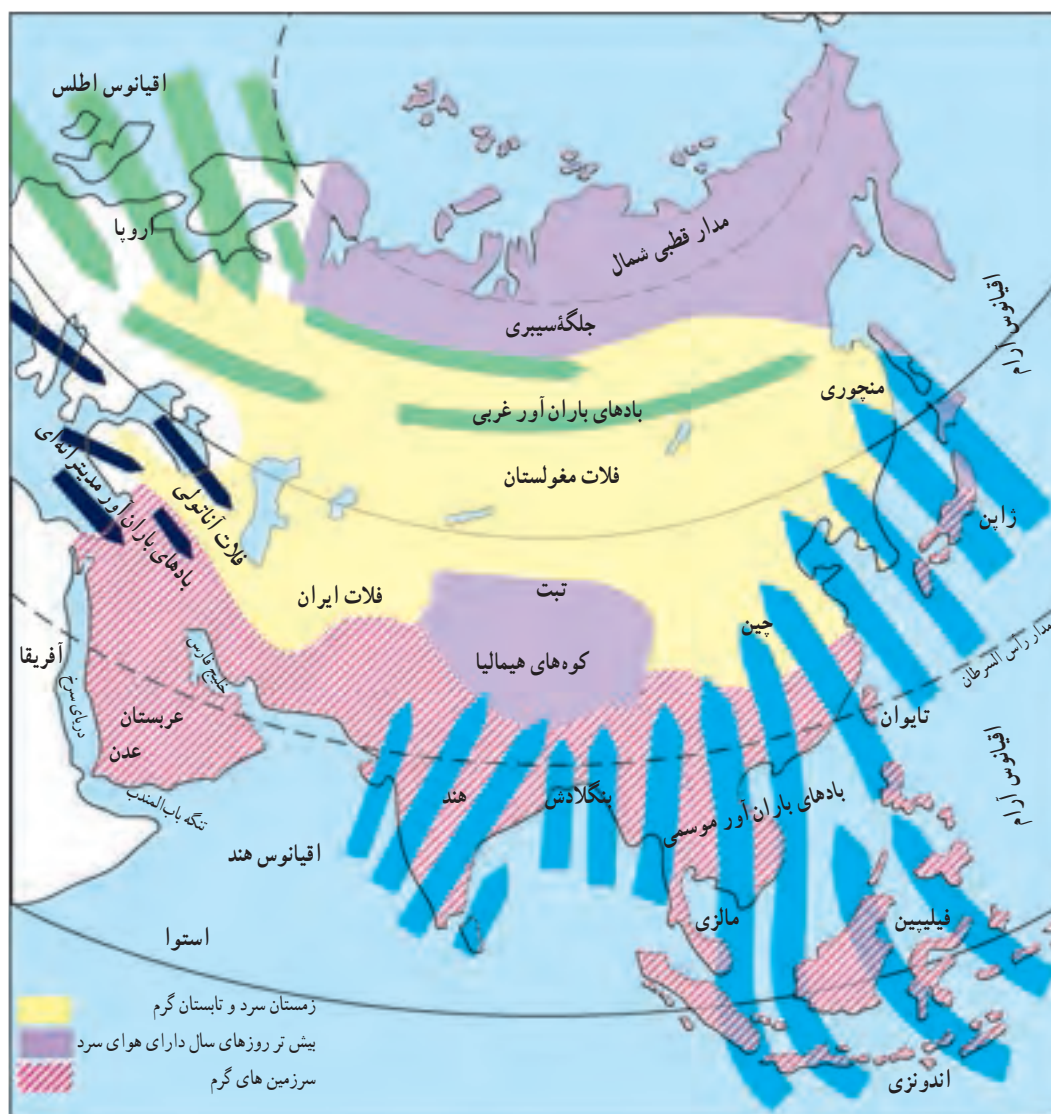 اقیانوس اطلس
اروپا
مدار قطبی شمال
جلگهٔ سیبری
اقیانوس آرام
منچوری
بادهای باران آور غربی
فلات مغولستان
ژاپن
بادهای باران آور مدیترانه‌ای
فلات آناتولی
فلات ایران
تبت
چین
کوه‌های هیمالیا
مدار رأس السرطان
آفریقا
دریای سرخ
خلیج فارس
عربستان
عدن
تنگه باب‌المندب
تایوان
اقیانوس آرام
هند
بنگلادش
بادهای باران آور موسمی
اقیانوس هند
مالزی
فیلیپین
استوا
زمستان سرد و تابستان گرم
بیش تر روزهای سال دارای هوای سرد
سرزمین های گرم
اندونزی